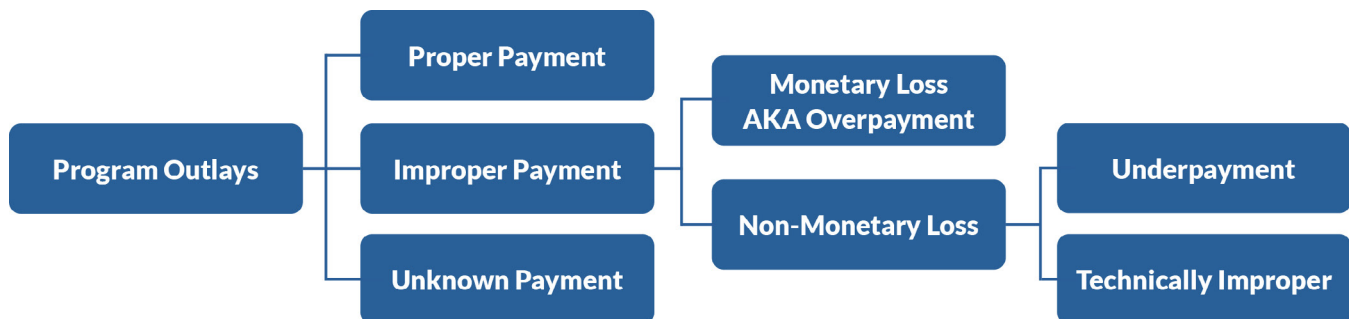 Program Outlays
Proper Payment
Improper Payment
Unknown Payment
Monetary Loss
AKA Overpayment
Non-Monetary Loss
Underpayment
Technically Improper